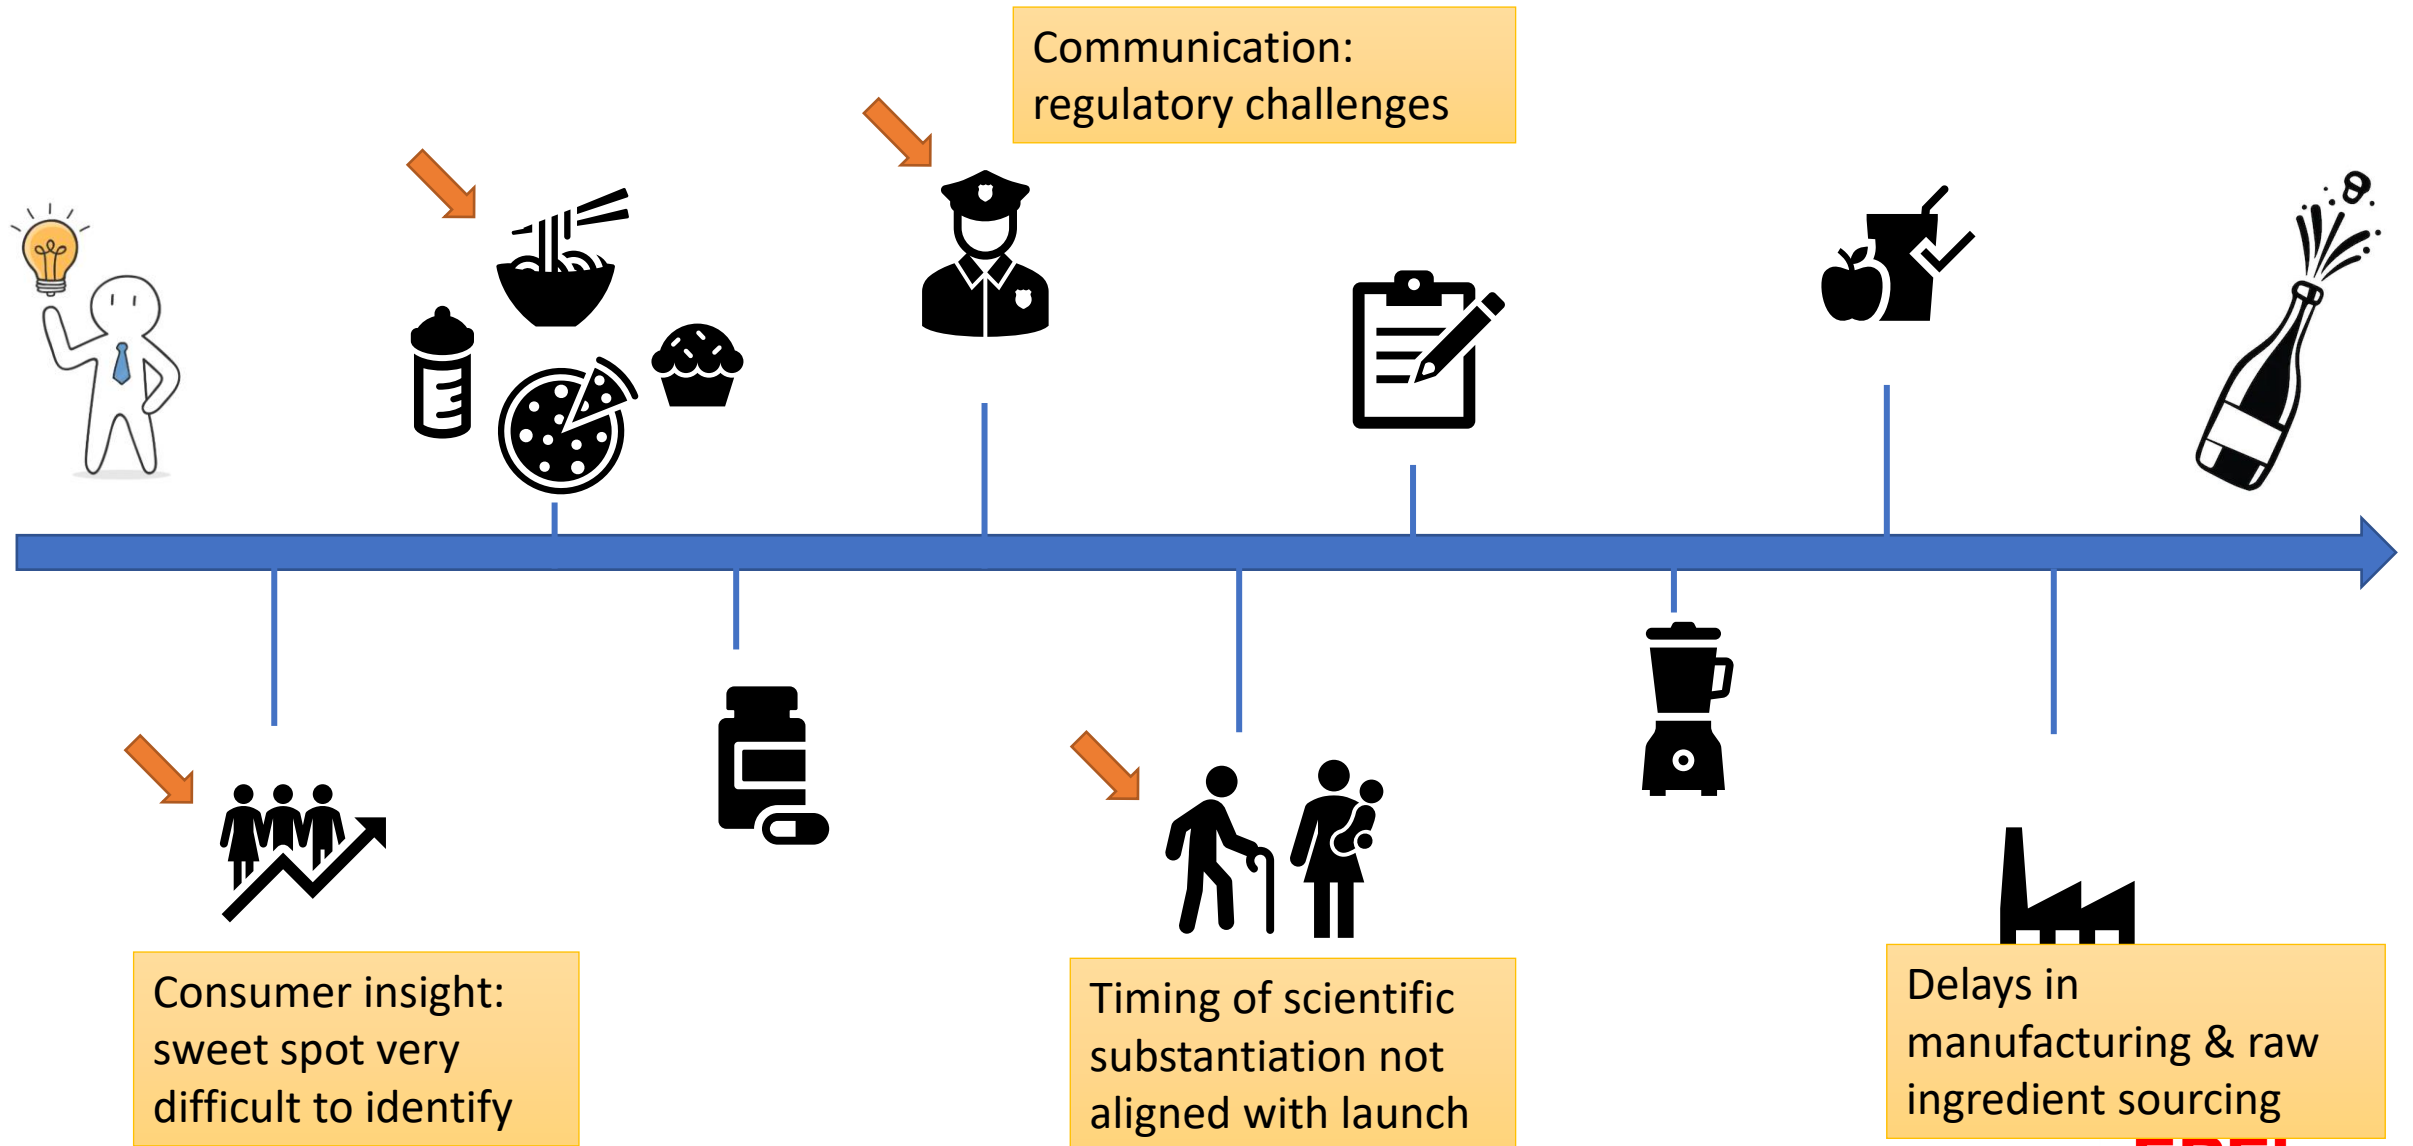 Communication:
regulatory challenges
Consumer insight:
sweet spot very
difficult to identify
Timing of scientific
substantiation not
aligned with launch
Delays in
manufacturing & raw
ingredient sourcing